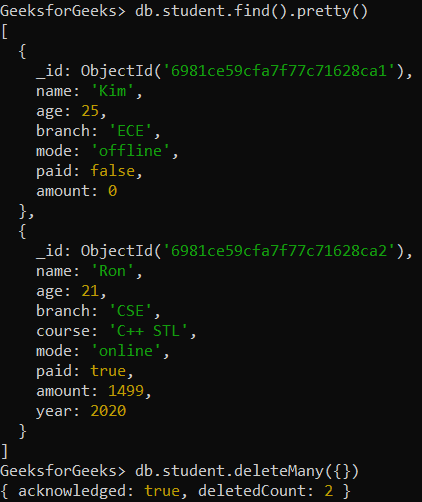 GeeksforGeeks> db.student.find().pretty()
[
  {
    _id: ObjectId('6981ce59cfa7f77c71628ca1'),
    name: 'Kim',
    age: 25,
    branch: 'ECE',
    mode: 'offline',
    paid: false,
    amount: 0
  },
  {
    _id: ObjectId('6981ce59cfa7f77c71628ca2'),
    name: 'Ron',
    age: 21,
    branch: 'CSE',
    course: 'C++ STL',
    mode: 'online',
    paid: true,
    amount: 1499,
    year: 2020
  }
]
GeeksforGeeks> db.student.deleteMany({})
{ acknowledged: true, deletedCount: 2 }